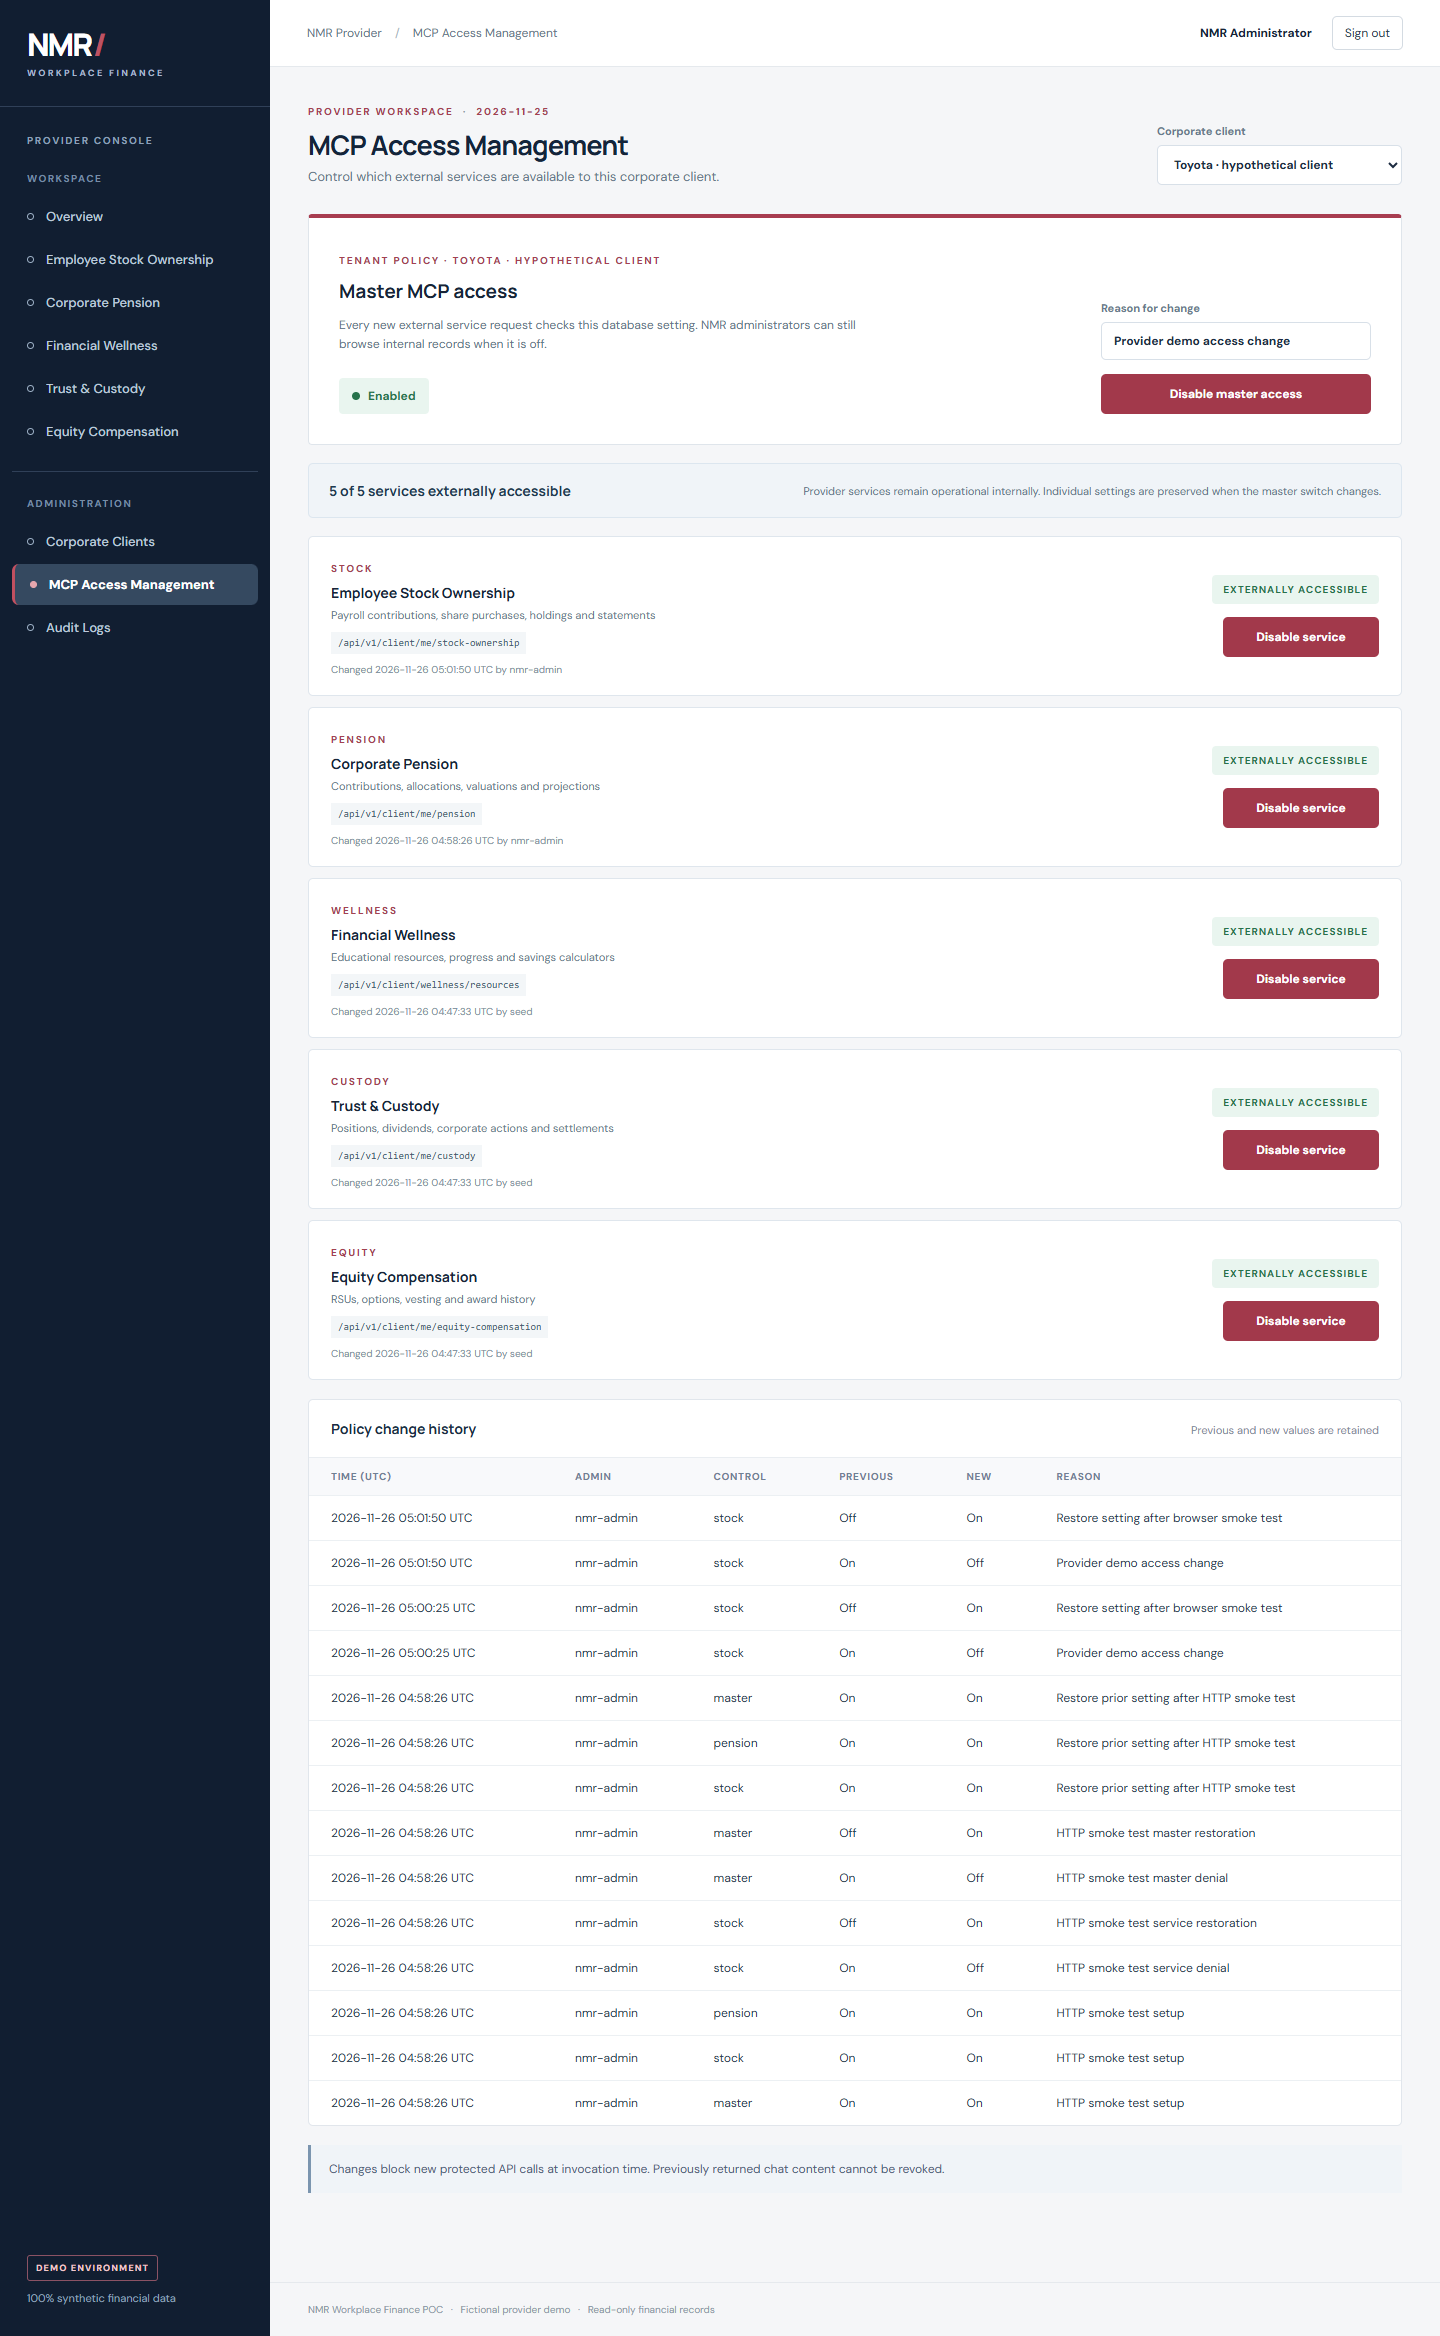 NMR/
WORKPLACE FINANCE
PROVIDER CONSOLE
WORKSPACE
Overview
Employee Stock Ownership
Corporate Pension
Financial Wellness
Trust & Custody
Equity Compensation
ADMINISTRATION
Corporate Clients
MCP Access Management
Audit Logs
DEMO ENVIRONMENT
100% synthetic financial data
NMR Provider / MCP Access Management
NMR Administrator
Sign out
PROVIDER WORKSPACE · 2026-11-25
MCP Access Management
Control which external services are available to this corporate client.
Corporate client
Toyota · hypothetical client
TENANT POLICY · TOYOTA · HYPOTHETICAL CLIENT
Master MCP access
Every new external service request checks this database setting. NMR administrators can still
browse internal records when it is off.
Enabled
Reason for change
Provider demo access change
Disable master access
5 of 5 services externally accessible
Provider services remain operational internally. Individual settings are preserved when the master switch changes.
STOCK
Employee Stock Ownership
Payroll contributions, share purchases, holdings and statements
/api/v1/client/me/stock-ownership
Changed 2026-11-26 05:01:50 UTC by nmr-admin
EXTERNALLY ACCESSIBLE
Disable service
PENSION
Corporate Pension
Contributions, allocations, valuations and projections
/api/v1/client/me/pension
Changed 2026-11-26 04:58:26 UTC by nmr-admin
EXTERNALLY ACCESSIBLE
Disable service
WELLNESS
Financial Wellness
Educational resources, progress and savings calculators
/api/v1/client/wellness/resources
Changed 2026-11-26 04:47:33 UTC by seed
EXTERNALLY ACCESSIBLE
Disable service
CUSTODY
Trust & Custody
Positions, dividends, corporate actions and settlements
/api/v1/client/me/custody
Changed 2026-11-26 04:47:33 UTC by seed
EXTERNALLY ACCESSIBLE
Disable service
EQUITY
Equity Compensation
RSUs, options, vesting and award history
/api/v1/client/me/equity-compensation
Changed 2026-11-26 04:47:33 UTC by seed
EXTERNALLY ACCESSIBLE
Disable service
Policy change history
Previous and new values are retained
TIME (UTC) ADMIN CONTROL PREVIOUS NEW REASON
2026-11-26 05:01:50 UTC nmr-admin stock Off On Restore setting after browser smoke test
2026-11-26 05:01:50 UTC nmr-admin stock On Off Provider demo access change
2026-11-26 05:00:25 UTC nmr-admin stock Off On Restore setting after browser smoke test
2026-11-26 05:00:25 UTC nmr-admin stock On Off Provider demo access change
2026-11-26 04:58:26 UTC nmr-admin master On On Restore prior setting after HTTP smoke test
2026-11-26 04:58:26 UTC nmr-admin pension On On Restore prior setting after HTTP smoke test
2026-11-26 04:58:26 UTC nmr-admin stock On On Restore prior setting after HTTP smoke test
2026-11-26 04:58:26 UTC nmr-admin master Off On HTTP smoke test master restoration
2026-11-26 04:58:26 UTC nmr-admin master On Off HTTP smoke test master denial
2026-11-26 04:58:26 UTC nmr-admin stock Off On HTTP smoke test service restoration
2026-11-26 04:58:26 UTC nmr-admin stock On Off HTTP smoke test service denial
2026-11-26 04:58:26 UTC nmr-admin pension On On HTTP smoke test setup
2026-11-26 04:58:26 UTC nmr-admin stock On On HTTP smoke test setup
2026-11-26 04:58:26 UTC nmr-admin master On On HTTP smoke test setup
Changes block new protected API calls at invocation time. Previously returned chat content cannot be revoked.
NMR Workplace Finance POC · Fictional provider demo · Read-only financial records